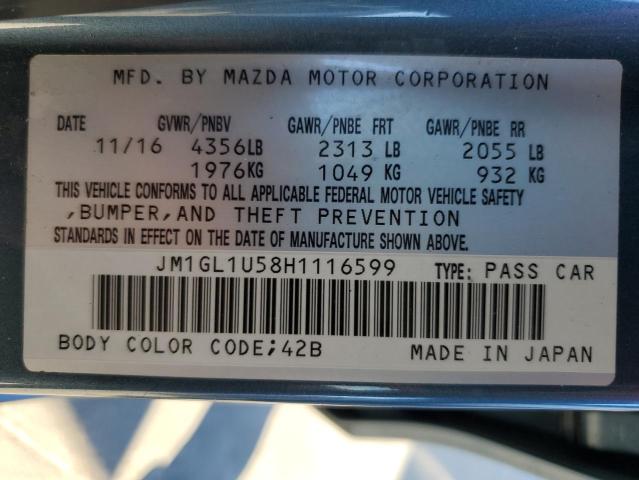 MFD. BY MAZDA MOTOR CORPORATION
DATE GVWR/PNBV GAWR/PNBE FRT GAWR/PNBE RR
11/16 4356LB 2313 LB 2055 LB
1976KG 1049 KG 932 KG
THIS VEHICLE CONFORMS TO ALL APPLICABLE FEDERAL MOTOR VEHICLE SAFETY
,BUMPER,AND THEFT PREVENTION
STANDARDS IN EFFECT ON THE DATE OF MANUFACTURE SHOWN ABOVE.
JM1GL1U58H1116599 TYPE: PASS CAR
BODY COLOR CODE;42B MADE IN JAPAN